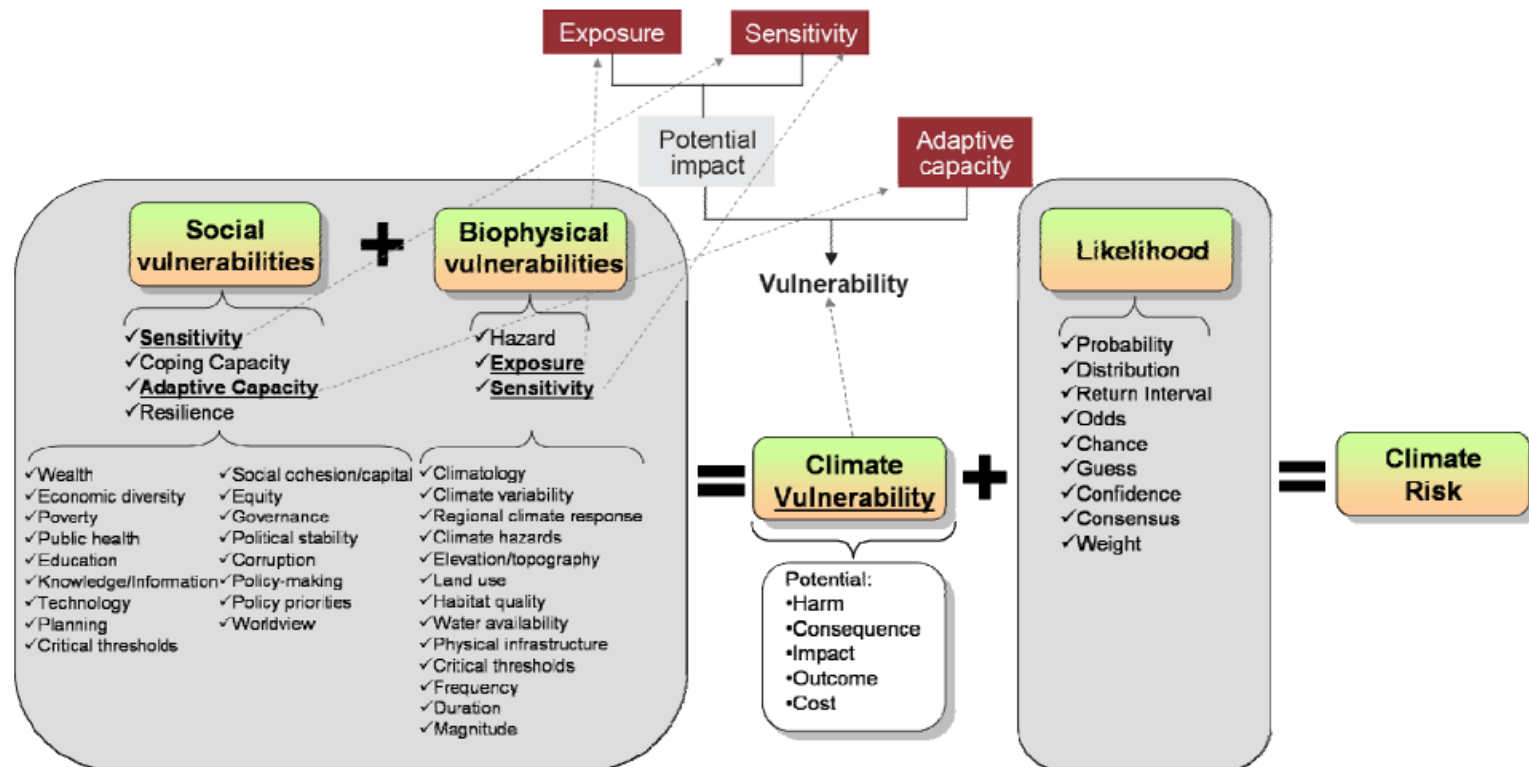 Exposure
Sensitivity
Potential
impact
Adaptive
capacity
Vulnerability
Social
vulnerabilities
+
Biophysical
vulnerabilities
✓Sensitivity
✓Coping Capacity
✓Adaptive Capacity
✓Resilience
✓Hazard
✓Exposure
✓Sensitivity
✓Wealth
✓Economic diversity
✓Poverty
✓Public health
✓Education
✓Knowledge/Information
✓Technology
✓Planning
✓Critical thresholds
✓Social cohesion/capital
✓Equity
✓Governance
✓Political stability
✓Corruption
✓Policy-making
✓Policy priorities
✓Worldview
✓Climatology
✓Climate variability
✓Regional climate response
✓Climate hazards
✓Elevation/topography
✓Land use
✓Habitat quality
✓Water availability
✓Physical infrastructure
✓Critical thresholds
✓Frequency
✓Duration
✓Magnitude
=
Climate
Vulnerability
Potential:
•Harm
•Consequence
•Impact
•Outcome
•Cost
+
Likelihood
✓Probability
✓Distribution
✓Return Interval
✓Odds
✓Chance
✓Guess
✓Confidence
✓Consensus
✓Weight
=
Climate
Risk